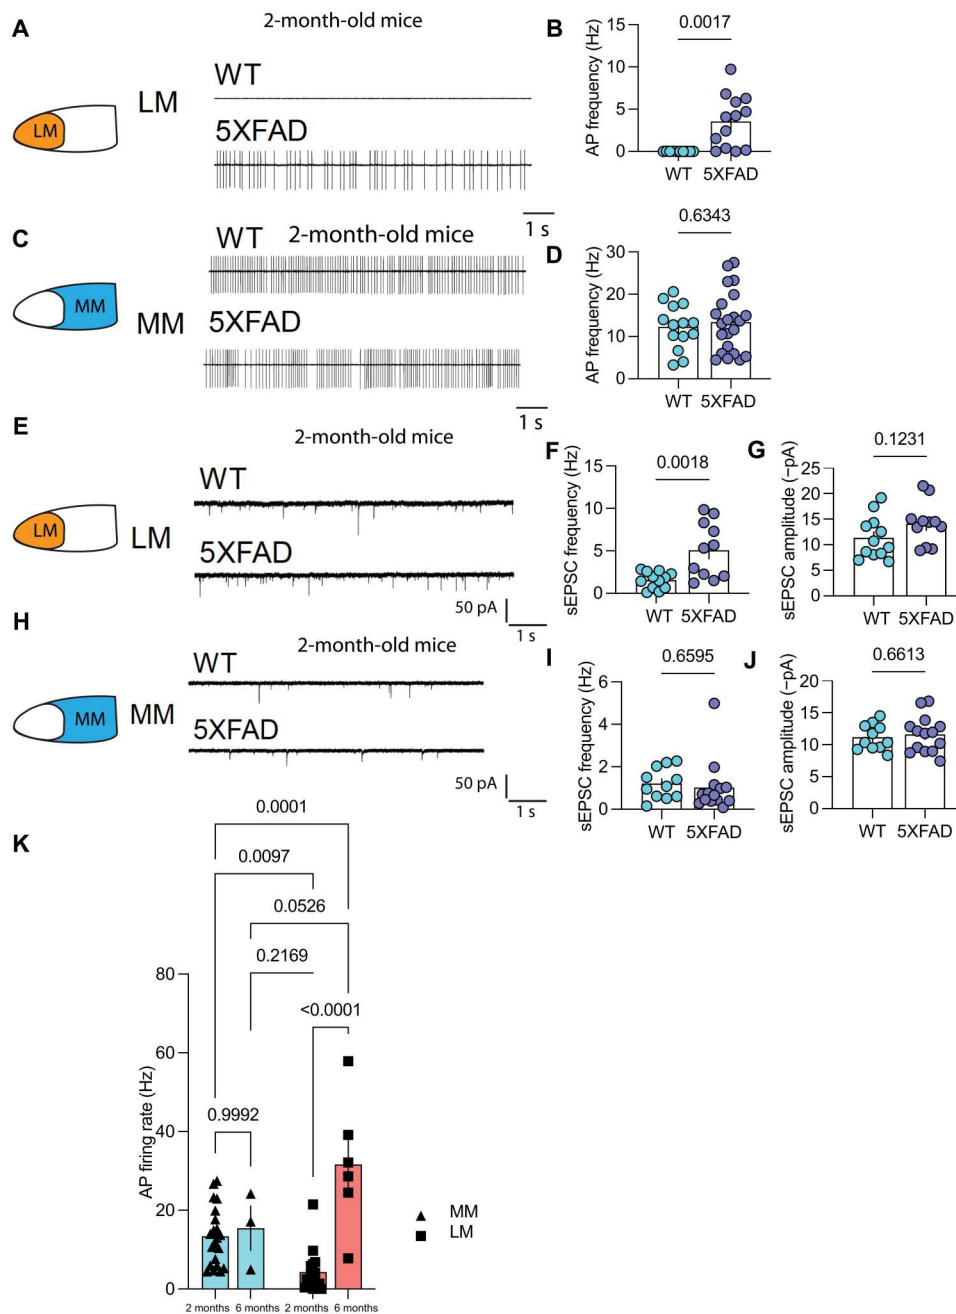 A
2-month-old mice
WT
LM
LM
5XFAD
1 s
B
0.0017
AP frequency (Hz)
15
10
5
0
WT 5XFAD
C
WT 2-month-old mice
MM
MM
5XFAD
1 s
D
0.6343
AP frequency (Hz)
30
20
10
0
WT 5XFAD
E
2-month-old mice
WT
LM
LM
5XFAD
50 pA
1 s
F
0.0018
sEPSC frequency (Hz)
15
10
5
0
WT 5XFAD
G
0.1231
sEPSC amplitude (−pA)
25
20
15
10
5
0
WT 5XFAD
H
2-month-old mice
WT
MM
MM
5XFAD
50 pA
1 s
I
0.6595
sEPSC frequency (Hz)
6
4
2
0
WT 5XFAD
J
0.6613
sEPSC amplitude (−pA)
20
15
10
5
0
WT 5XFAD
K
0.0001
0.0097
0.0526
0.2169
<0.0001
0.9992
AP firing rate (Hz)
80
60
40
20
0
2 months 6 months 2 months 6 months
MM
LM